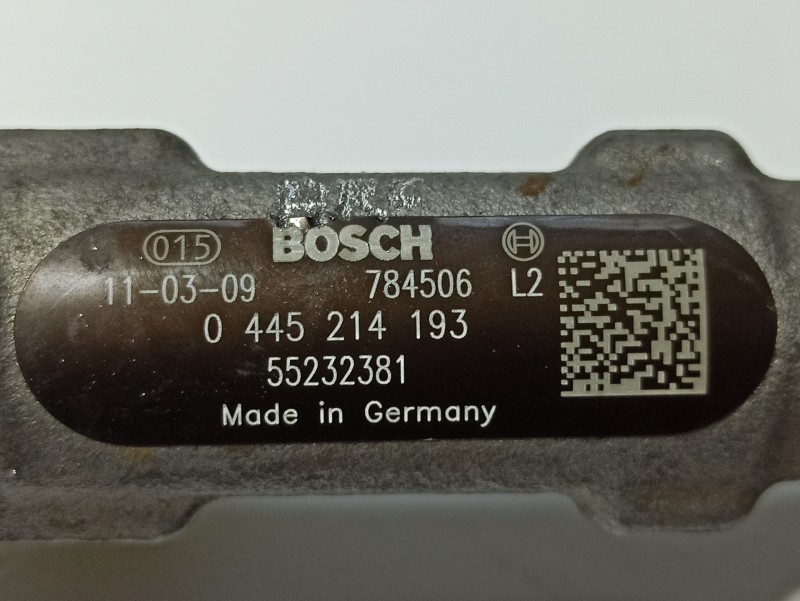 015 BOSCH
11-03-09 784506 L2
0 445 214 193
55232381
Made in Germany